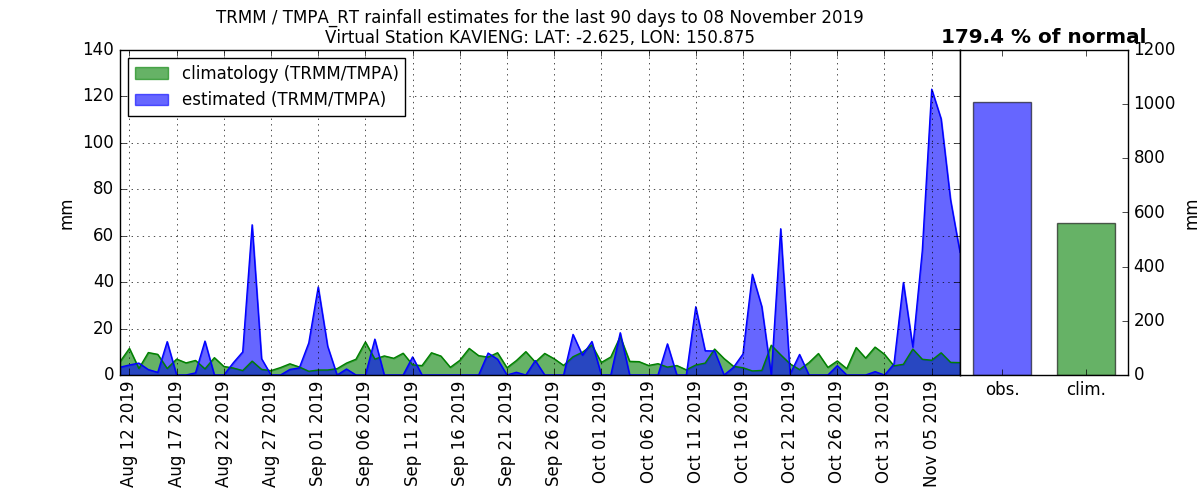 TRMM / TMPA_RT rainfall estimates for the last 90 days to 08 November 2019
Virtual Station KAVIENG: LAT: -2.625, LON: 150.875
179.4 % of normal
climatology (TRMM/TMPA)
estimated (TRMM/TMPA)
mm
140
120
100
80
60
40
20
0
Aug 12 2019
Aug 17 2019
Aug 22 2019
Aug 27 2019
Sep 01 2019
Sep 06 2019
Sep 11 2019
Sep 16 2019
Sep 21 2019
Sep 26 2019
Oct 01 2019
Oct 06 2019
Oct 11 2019
Oct 16 2019
Oct 21 2019
Oct 26 2019
Oct 31 2019
Nov 05 2019
obs.
clim.
1200
1000
800
600
400
200
0
mm